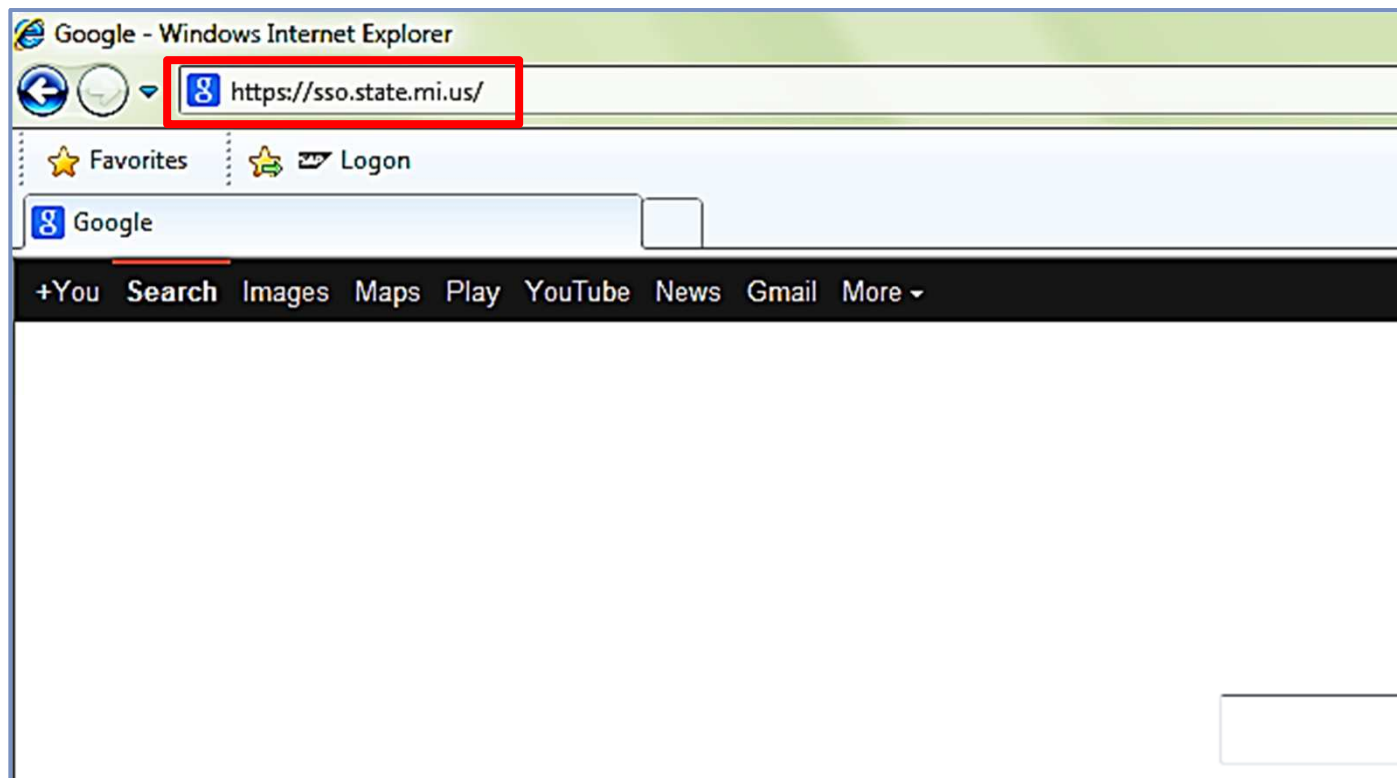 Google - Windows Internet Explorer
https://sso.state.mi.us/
Favorites Logon
Google
+You Search Images Maps Play YouTube News Gmail More